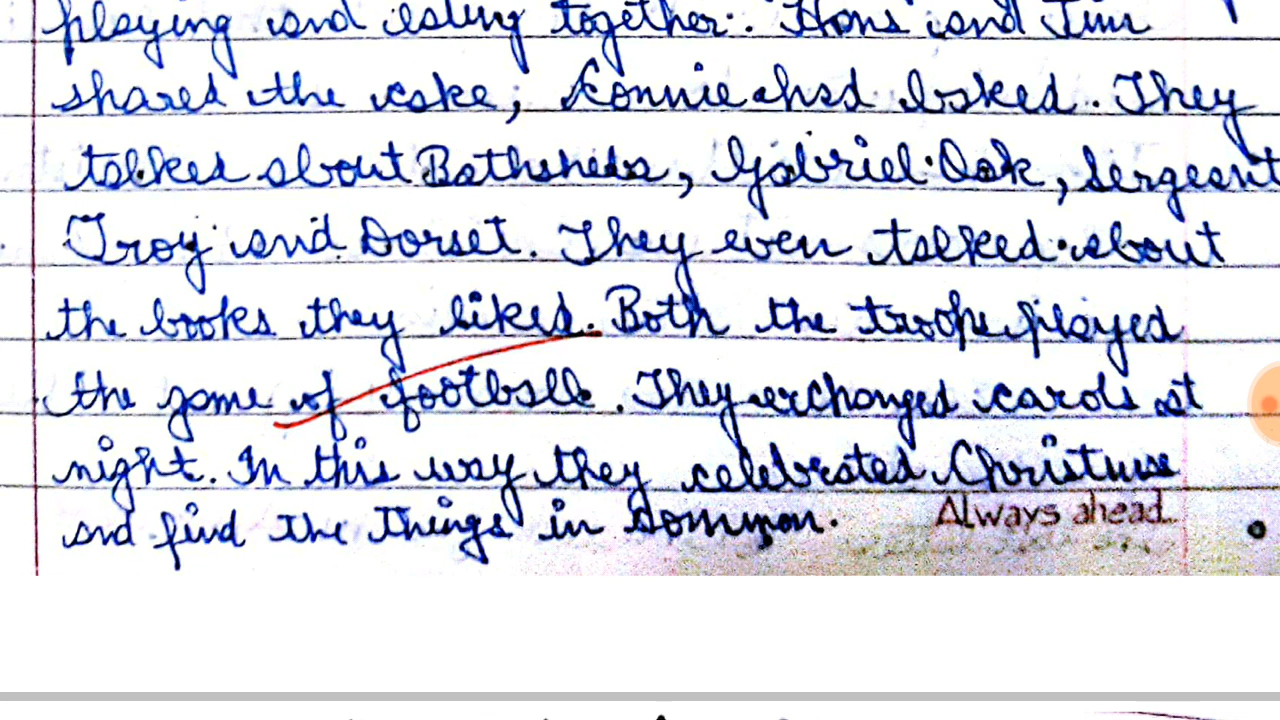 playing and eating together. Hans and Jim
shared the cake, Connie had baked. They
talked about Bathsheba, Gabriel Oak, Sergeant
Troy and Dorset. They even talked about
the books they liked. Both the troops played
the game of football. They exchanged carols at
night. In this way they celebrated Christmas
and find the things in common.
Always ahead..